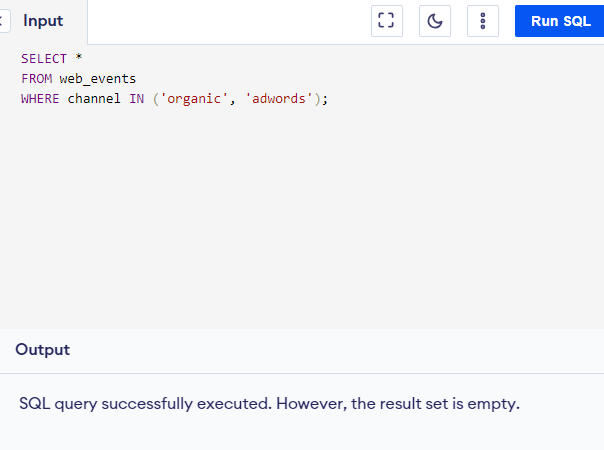 Input
Run SQL
SELECT *
FROM web_events
WHERE channel IN ('organic', 'adwords');
Output
SQL query successfully executed. However, the result set is empty.